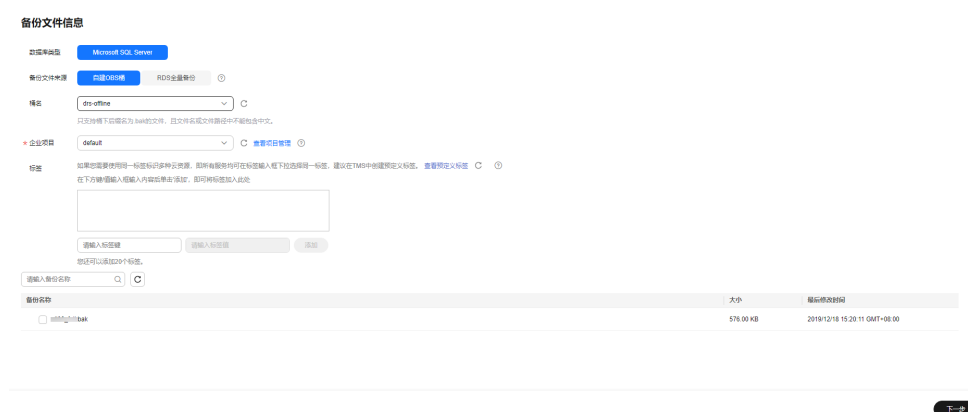 备份文件信息
数据库类型 Microsoft SQL Server
备份文件来源 自建OBS桶 RDS全量备份
桶名 drs-offline
只支持桶下后缀名为.bak的文件，且文件名或文件路径中不能包含中文。
* 企业项目 default 查看项目管理
标签 如果您需要使用同一标签标识多种云资源，即所有服务均可在标签输入框下拉选择同一标签，建议在TMS中创建预定义标签。 查看预定义标签
在下方键/值输入框输入内容后单击'添加'，即可将标签加入此处
请输入标签键 请输入标签值 添加
您还可以添加20个标签。
请输入备份名称
备份名称 大小 最后修改时间
bak 576.00 KB 2019/12/18 15:20:11 GMT+08:00
下一步